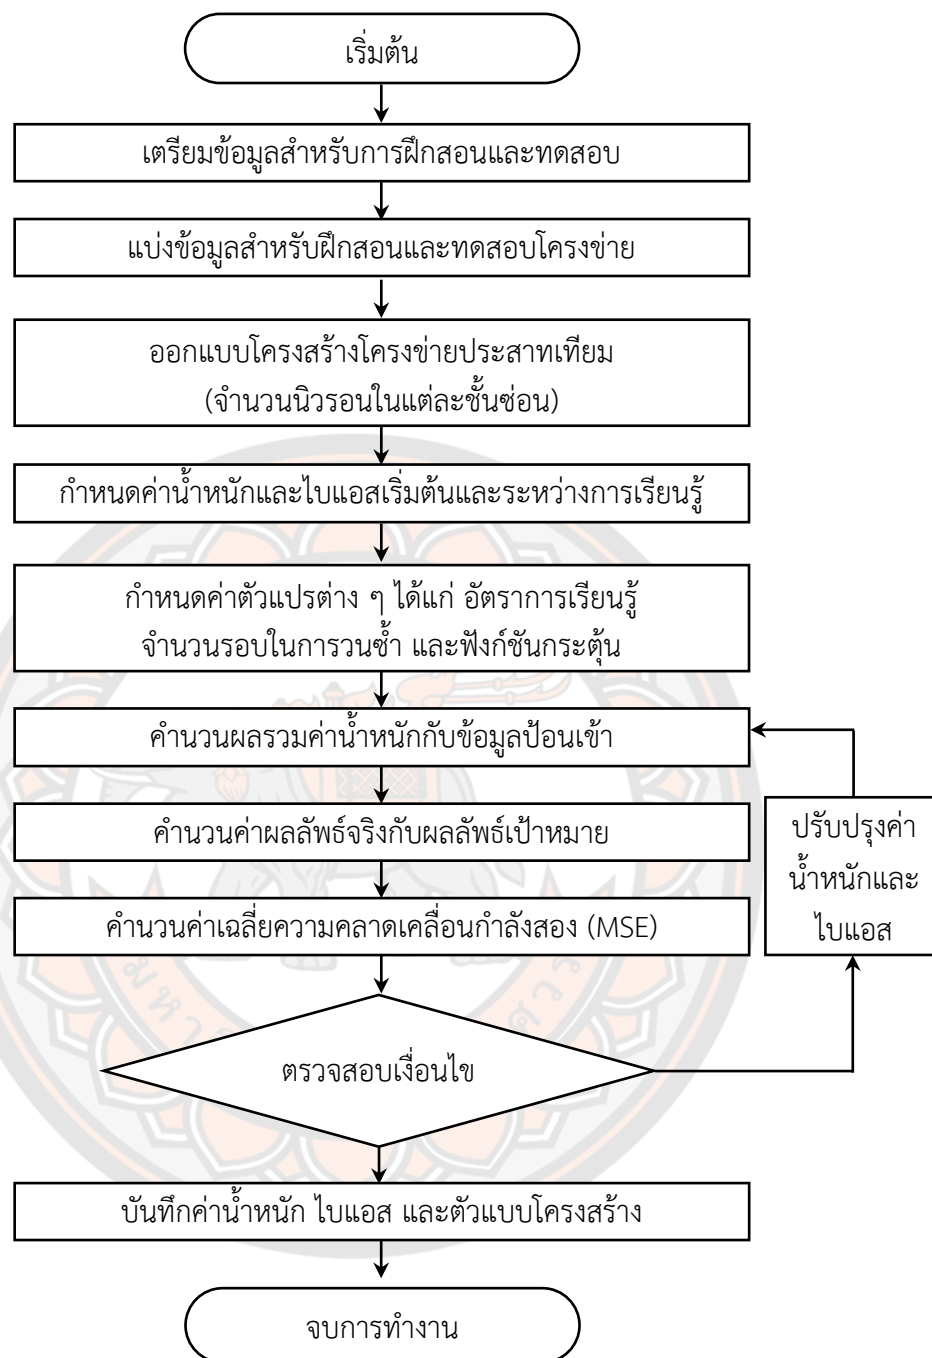 เริ่มต้น
เตรียมข้อมูลสำหรับการฝึกสอนและทดสอบ
แบ่งข้อมูลสำหรับฝึกสอนและทดสอบโครงข่าย
ออกแบบโครงสร้างโครงข่ายประสาทเทียม
(จำนวนนิวรอนในแต่ละชั้นซ่อน)
กำหนดค่าน้ำหนักและไบแอสเริ่มต้นและระหว่างการเรียนรู้
กำหนดค่าตัวแปรต่าง ๆ ได้แก่ อัตราการเรียนรู้
จำนวนรอบในการวนซ้ำ และฟังก์ชันกระตุ้น
คำนวนผลรวมค่าน้ำหนักกับข้อมูลป้อนเข้า
คำนวนค่าผลลัพธ์จริงกับผลลัพธ์เป้าหมาย
คำนวนค่าเฉลี่ยความคลาดเคลื่อนกำลังสอง (MSE)
ปรับปรุงค่า
น้ำหนักและ
ไบแอส
ตรวจสอบเงื่อนไข
บันทึกค่าน้ำหนัก ไบแอส และตัวแบบโครงสร้าง
จบการทำงาน